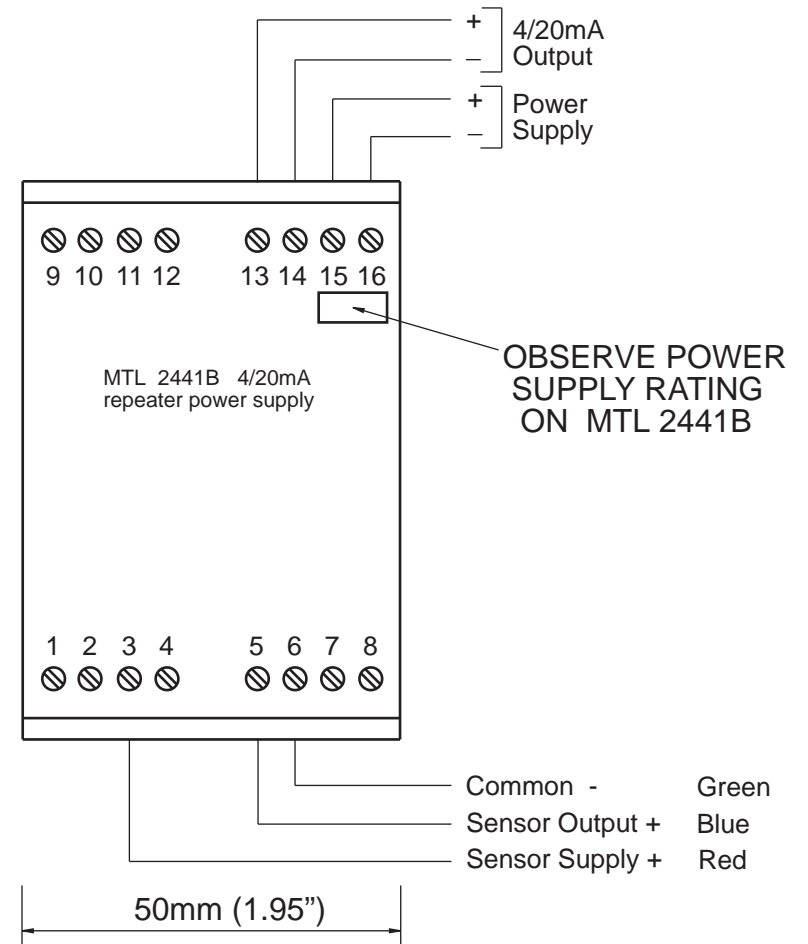 + 4/20mA
− Output
+ Power
− Supply
9 10 11 12 13 14 15 16
MTL 2441B 4/20mA
repeater power supply
OBSERVE POWER
SUPPLY RATING
ON MTL 2441B
1 2 3 4 5 6 7 8
Common - Green
Sensor Output + Blue
Sensor Supply + Red
50mm (1.95”)